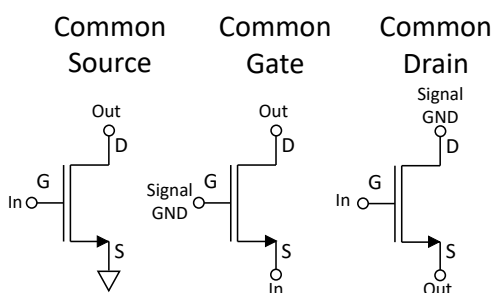 Common
Source
Out
D
G
In
S
Common
Gate
Out
D
G
Signal
GND
S
In
Common
Drain
Signal
GND
D
G
In
S
Out